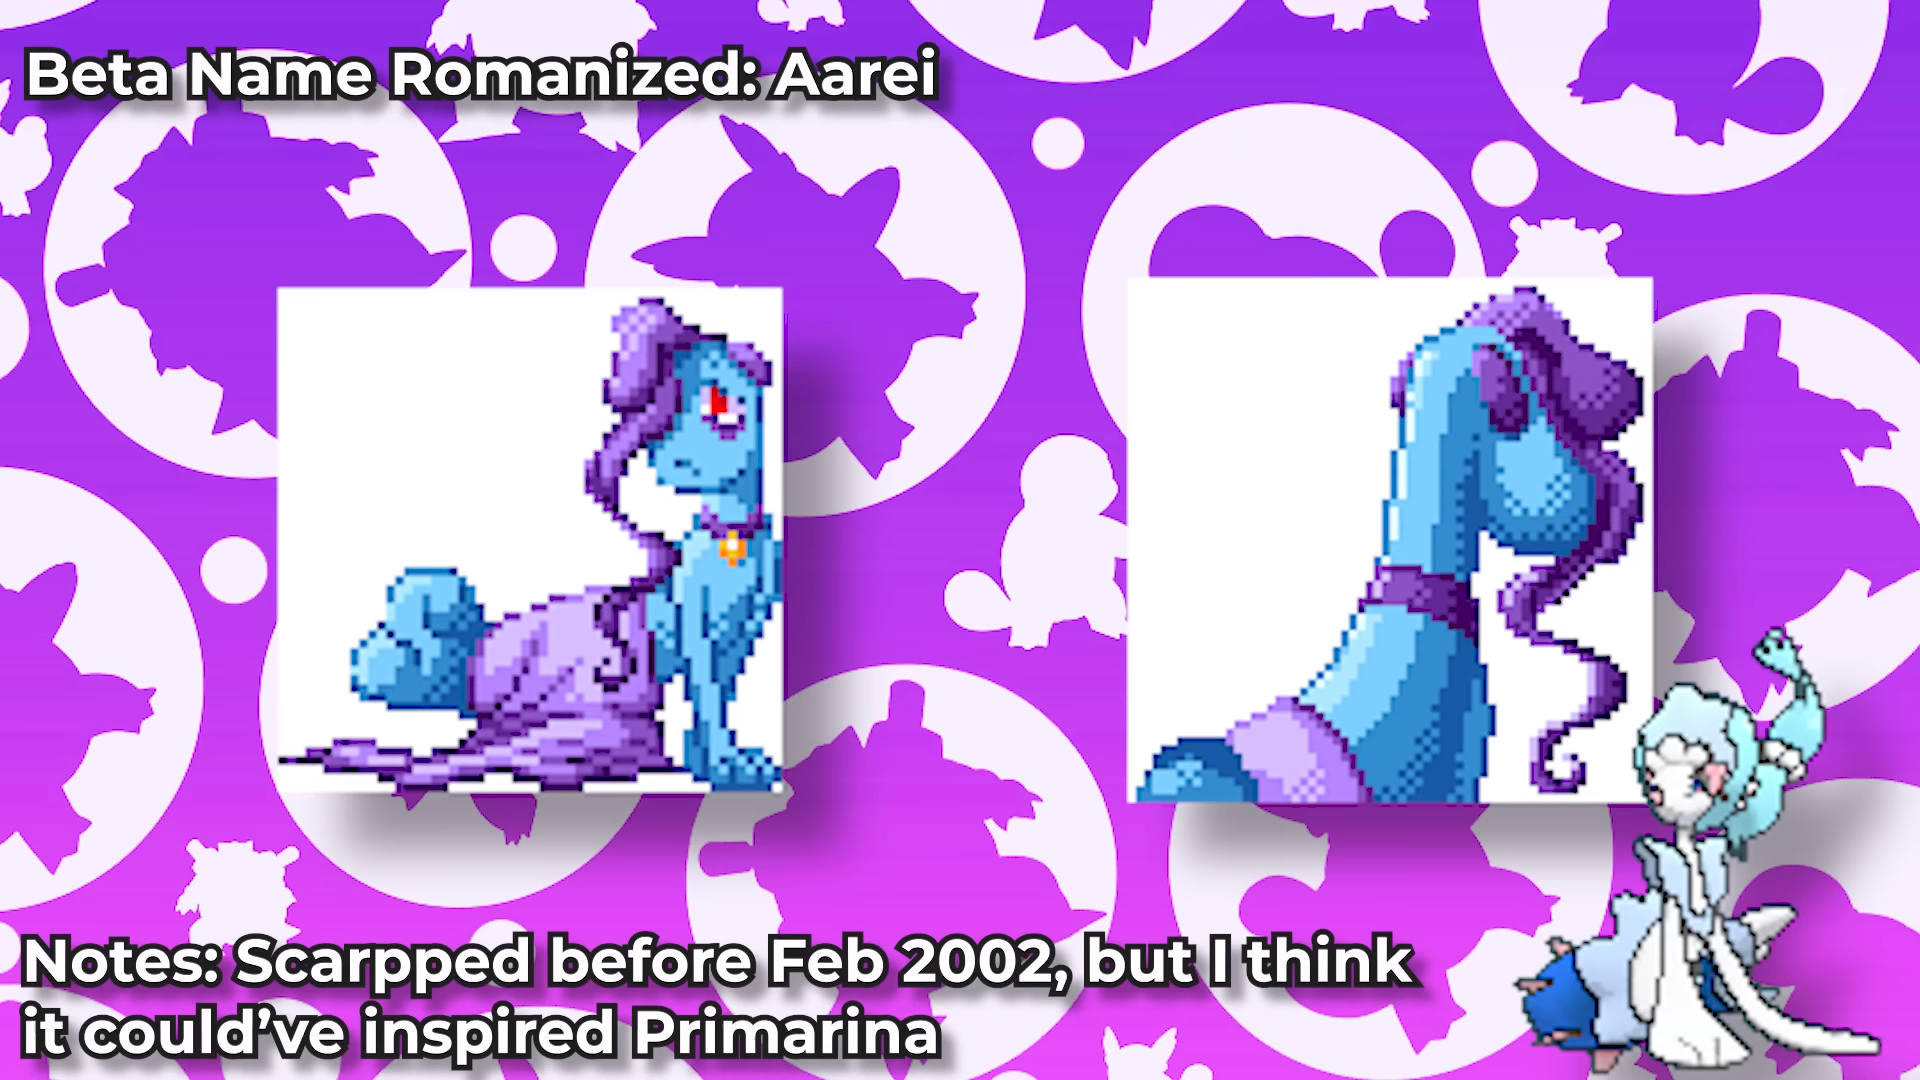 Beta Name Romanized: Aarei
Notes: Scarpped before Feb 2002, but I think
it could’ve inspired Primarina